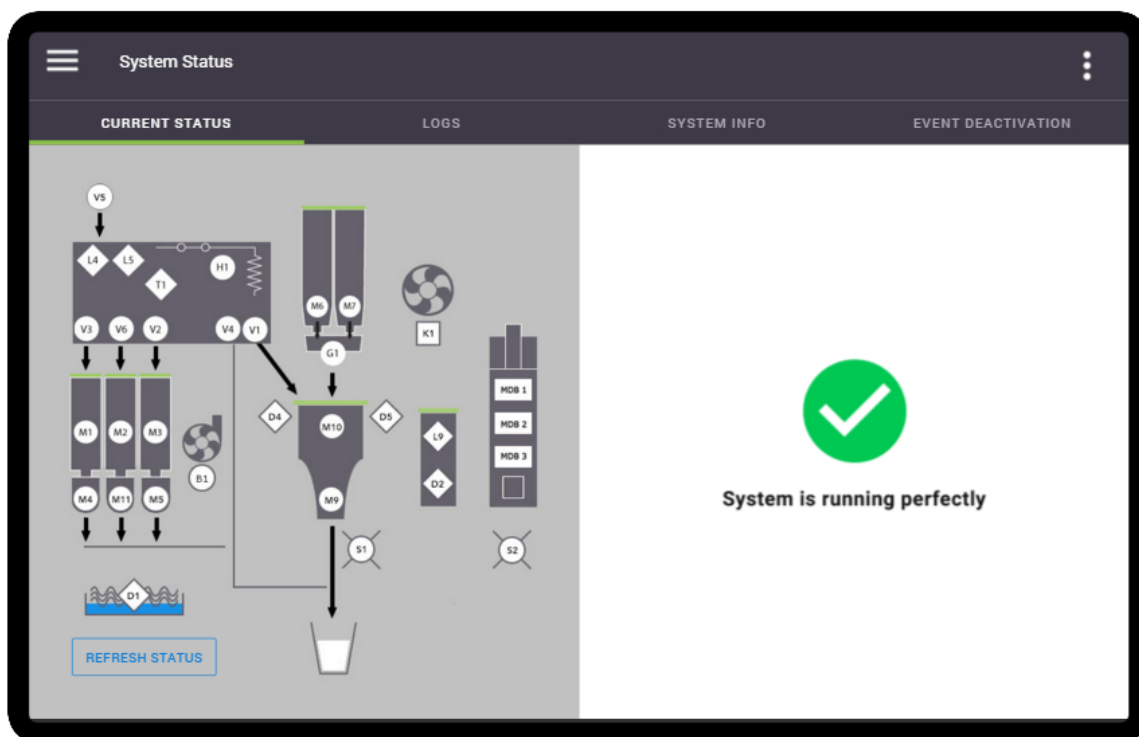 System Status
CURRENT STATUS
LOGS
SYSTEM INFO
EVENT DEACTIVATION
V5
L4
L5
T1
H1
V3
V6
V2
V4
V1
M6
M7
G1
K1
M1
M2
M3
B1
M4
M11
M5
D4
D5
M10
M9
L9
D2
MDB 1
MDB 2
MDB 3
S1
S2
D1
REFRESH STATUS
System is running perfectly